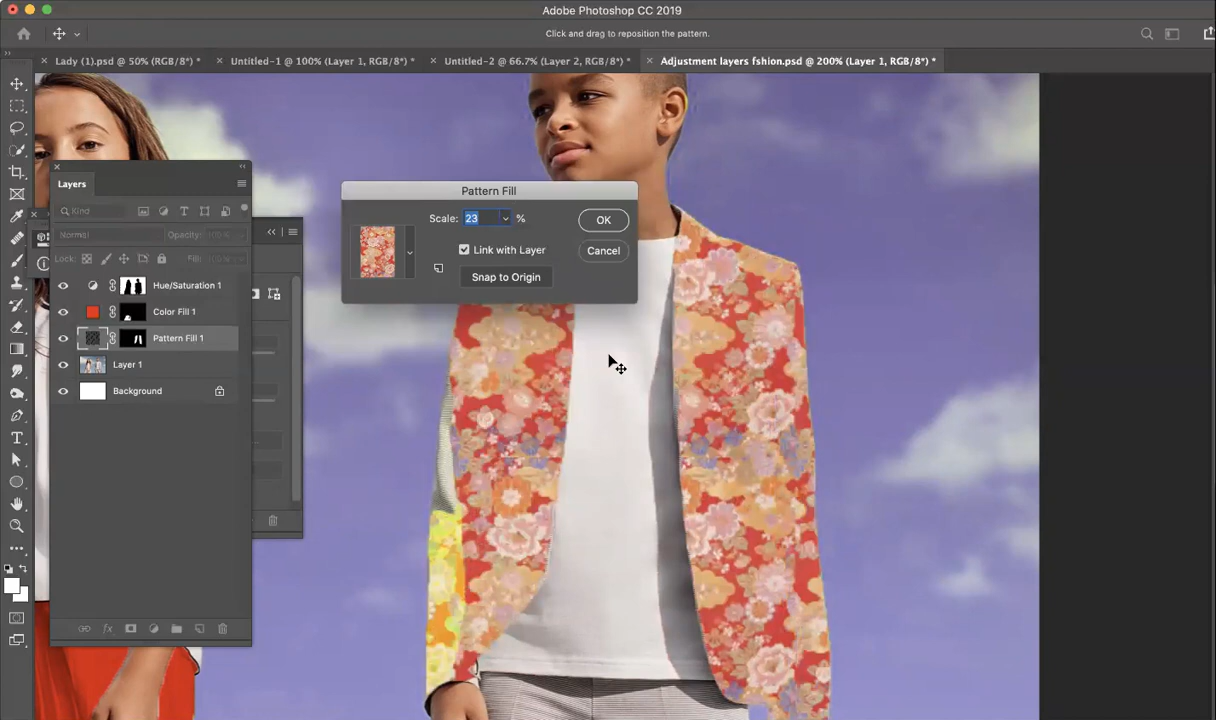 Adobe Photoshop CC 2019
Click and drag to reposition the pattern.
Lady (1).psd @ 50% (RGB/8*) *
Untitled-1 @ 100% (Layer 1, RGB/8*) *
Untitled-2 @ 66.7% (Layer 2, RGB/8*) *
Adjustment layers fshion.psd @ 200% (Layer 1, RGB/8*) *
Layers
Kind
Normal
Opacity: 100%
Lock:
Fill:
Hue/Saturation 1
Color Fill 1
Pattern Fill 1
Layer 1
Background
fx
Pattern Fill
Scale: 23 %
OK
Link with Layer
Cancel
Snap to Origin